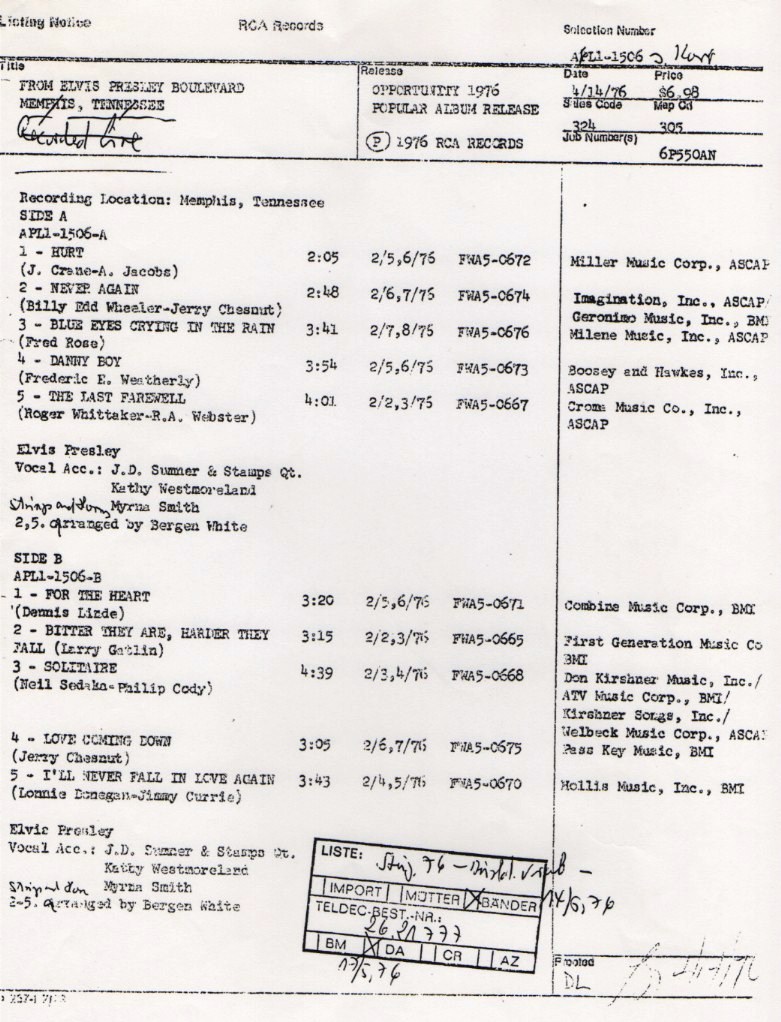 Listing Notice RCA Records Selection Number
APL1-1506
Title Release Date Price
FROM ELVIS PRESLEY BOULEVARD OPPORTUNITY 1976 4/14/76 $6.98
MEMPHIS, TENNESSEE POPULAR ALBUM RELEASE Sales Code Map Cd
Recorded Live 324 305
Ⓟ 1976 RCA RECORDS Job Number(s)
6P550AN
Recording Location: Memphis, Tennessee
SIDE A
APL1-1506-A
1 - HURT 2:05 2/5,6/76 FWA5-0672 Miller Music Corp., ASCAP
(J. Crane-A. Jacobs)
2 - NEVER AGAIN 2:48 2/6,7/76 FWA5-0674 Imagination, Inc., ASCAP/
(Billy Edd Wheeler-Jerry Chesnut) Geronimo Music, Inc., BMI
3 - BLUE EYES CRYING IN THE RAIN 3:41 2/7,8/76 FWA5-0676 Milene Music, Inc., ASCAP
(Fred Rose)
4 - DANNY BOY 3:54 2/5,6/76 FWA5-0673 Boosey and Hawkes, Inc.,
(Frederic E. Weatherly) ASCAP
5 - THE LAST FAREWELL 4:01 2/2,3/76 FWA5-0667 Croma Music Co., Inc.,
(Roger Whittaker-R.A. Webster) ASCAP
Elvis Presley
Vocal Acc.: J.D. Sumner & Stamps Qt.
Kathy Westmoreland
Strings and Horn Myrna Smith
2,5. arranged by Bergen White
SIDE B
APL1-1506-B
1 - FOR THE HEART 3:20 2/5,6/76 FWA5-0671 Combine Music Corp., BMI
(Dennis Linde)
2 - BITTER THEY ARE, HARDER THEY 3:15 2/2,3/76 FWA5-0665 First Generation Music Co
FALL (Larry Gatlin) BMI
3 - SOLITAIRE 4:39 2/3,4/76 FWA5-0668 Don Kirshner Music, Inc./
(Neil Sedaka-Philip Cody) ATV Music Corp., BMI/
Kirshner Songs, Inc./
Welbeck Music Corp., ASCAP
4 - LOVE COMING DOWN 3:05 2/6,7/76 FWA5-0675 Pass Key Music, BMI
(Jerry Chesnut)
5 - I'LL NEVER FALL IN LOVE AGAIN 3:43 2/4,5/76 FWA5-0670 Hollis Music, Inc., BMI
(Lonnie Donegan-Jimmy Currie)
Elvis Presley
Vocal Acc.: J.D. Sumner & Stamps Qt.
Kathy Westmoreland
Myrna Smith
2-5. arranged by Bergen White
LISTE: 76
IMPORT MÜTTER BÄNDER 14/5,76
TELDEC-BEST.-NR.:
26.21777
BM DA CR AZ
17/5,76
Prooted
DL